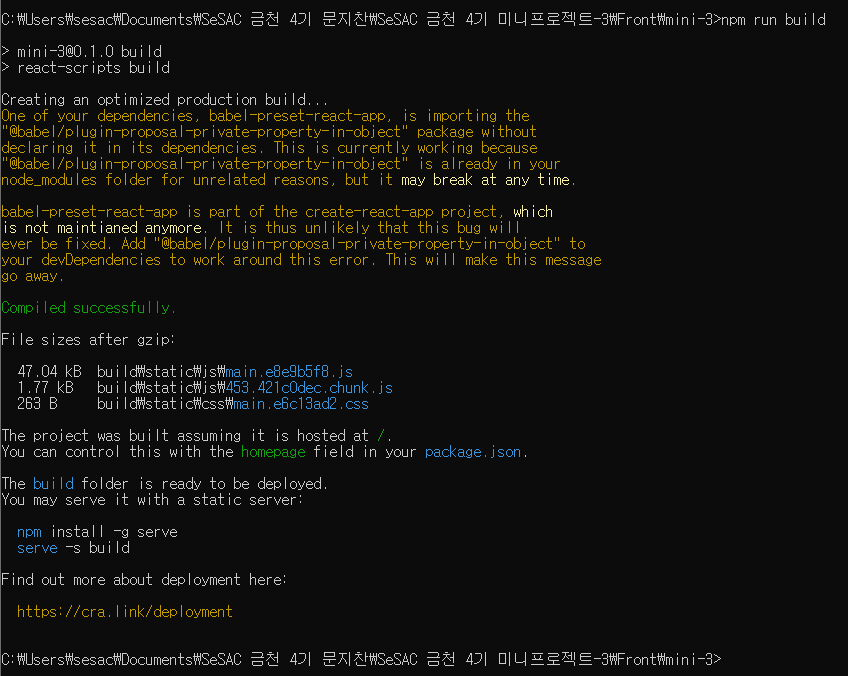 C:₩Users₩sesac₩Documents₩SeSAC 금천 4기 문지찬₩SeSAC 금천 4기 미니프로젝트-3₩Front₩mini-3>npm run build
> mini-3@0.1.0 build
> react-scripts build
Creating an optimized production build...
One of your dependencies, babel-preset-react-app, is importing the
"@babel/plugin-proposal-private-property-in-object" package without
declaring it in its dependencies. This is currently working because
"@babel/plugin-proposal-private-property-in-object" is already in your
node_modules folder for unrelated reasons, but it may break at any time.
babel-preset-react-app is part of the create-react-app project, which
is not maintianed anymore. It is thus unlikely that this bug will
ever be fixed. Add "@babel/plugin-proposal-private-property-in-object" to
your devDependencies to work around this error. This will make this message
go away.
Compiled successfully.
File sizes after gzip:
47.04 kB  build₩static₩js₩main.e8e9b5f8.js
1.77 kB   build₩static₩js₩453.421c0dec.chunk.js
263 B     build₩static₩css₩main.e6c13ad2.css
The project was built assuming it is hosted at /.
You can control this with the homepage field in your package.json.
The build folder is ready to be deployed.
You may serve it with a static server:
npm install -g serve
serve -s build
Find out more about deployment here:
https://cra.link/deployment
C:₩Users₩sesac₩Documents₩SeSAC 금천 4기 문지찬₩SeSAC 금천 4기 미니프로젝트-3₩Front₩mini-3>